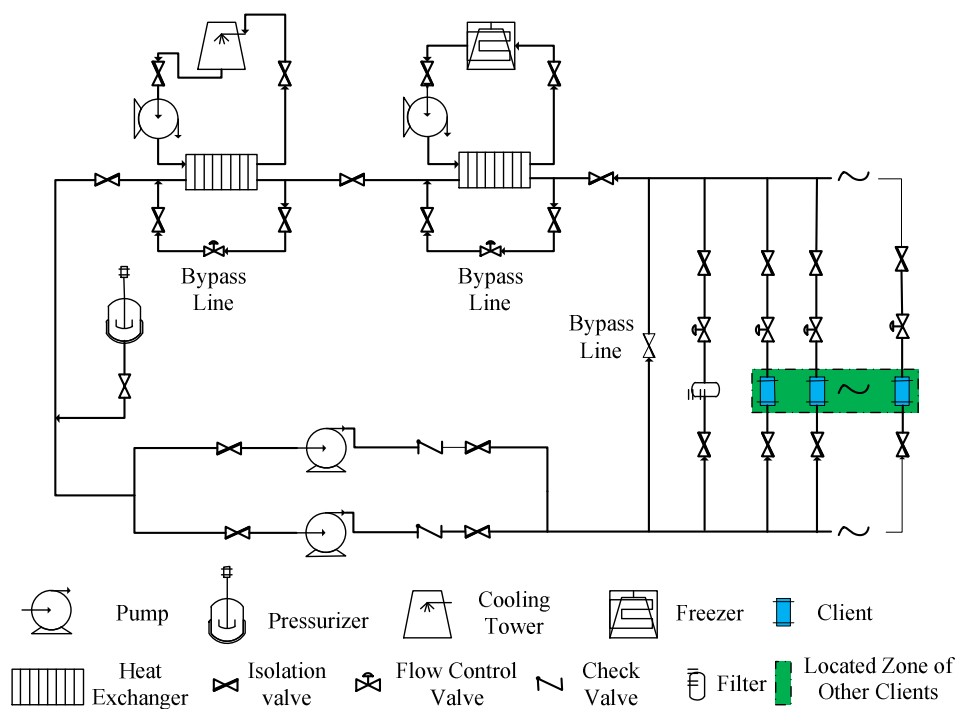 Bypass
Line
Bypass
Line
Bypass
Line
Pump
Pressurizer
Cooling
Tower
Freezer
Client
Heat
Exchanger
Isolation
valve
Flow Control
Valve
Check
Valve
Filter
Located Zone of
Other Clients